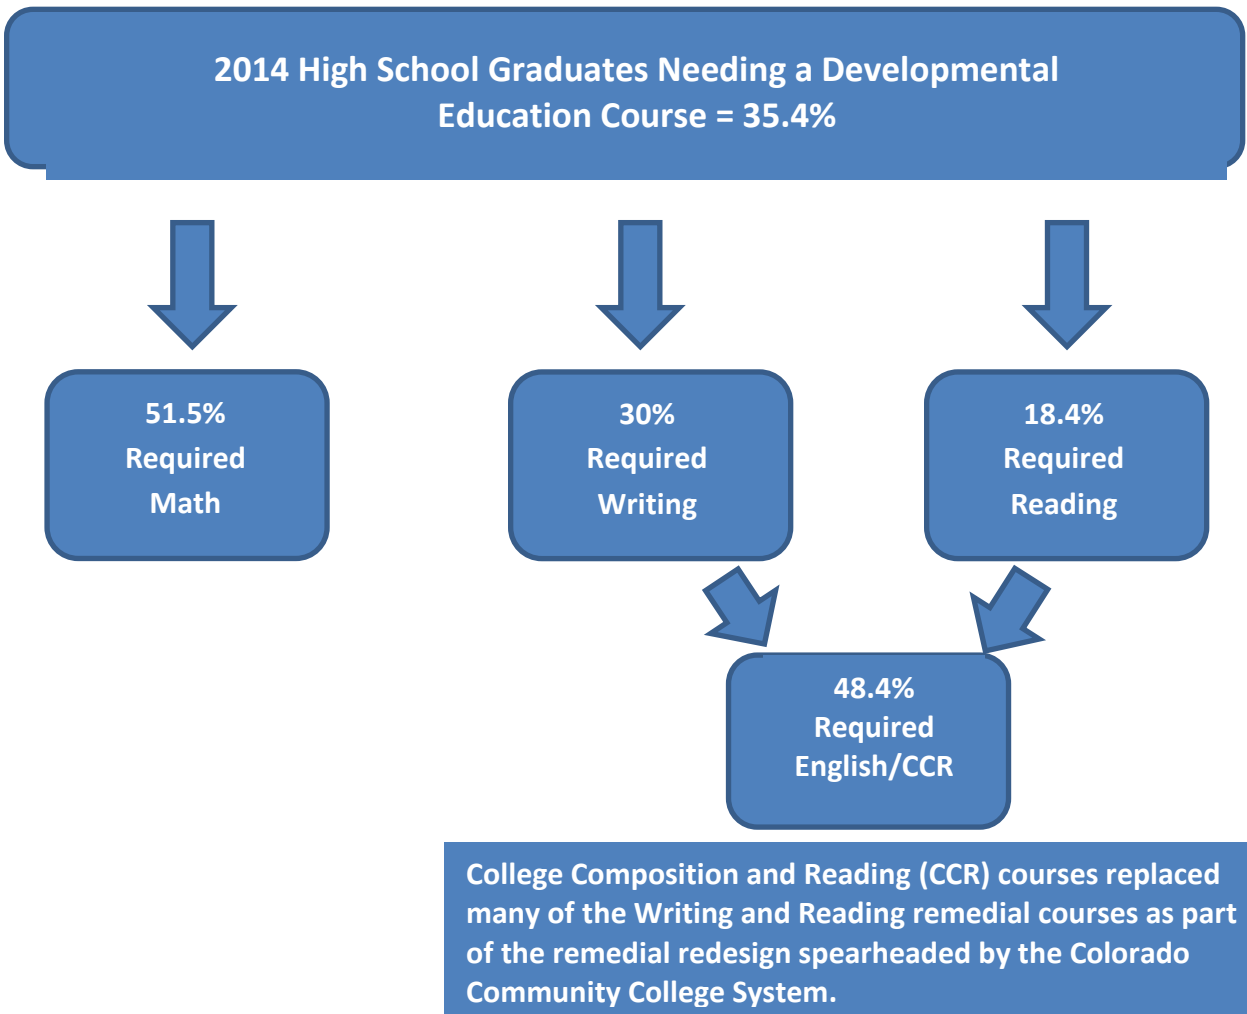 2014 High School Graduates Needing a Developmental
Education Course = 35.4%
51.5%
Required
Math
30%
Required
Writing
18.4%
Required
Reading
48.4%
Required
English/CCR
College Composition and Reading (CCR) courses replaced
many of the Writing and Reading remedial courses as part
of the remedial redesign spearheaded by the Colorado
Community College System.